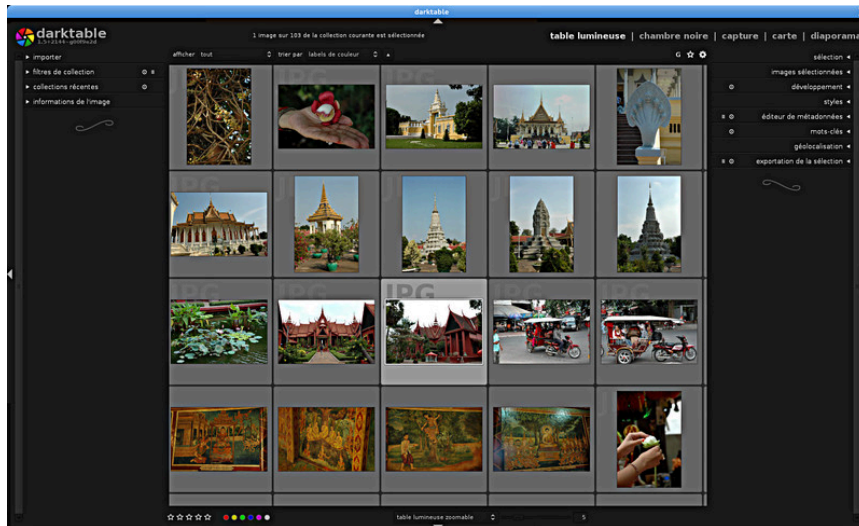 darktable
darktable
1 image sur 103 de la collection courante est sélectionnée
table lumineuse | chambre noire | capture | carte | diaporama
importer
filtres de collection
collections récentes
informations de l'image
afficher tout
trier par labels de couleur
G
sélection
images sélectionnées
développement
styles
éditeur de métadonnées
mots-clés
géolocalisation
exportation de la sélection
JPG
table lumineuse zoomable
5